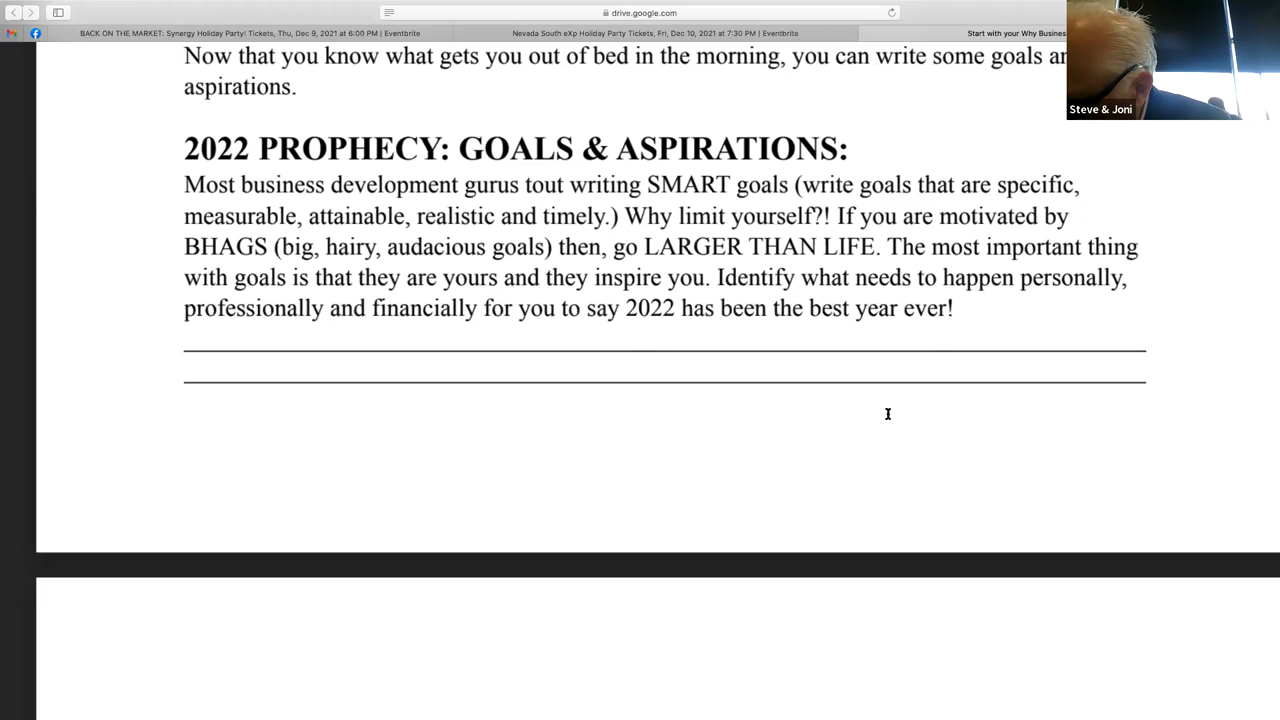 drive.google.com
BACK ON THE MARKET: Synergy Holiday Party! Tickets, Thu, Dec 9, 2021 at 6:00 PM | Eventbrite
Nevada South eXp Holiday Party Tickets, Fri, Dec 10, 2021 at 7:30 PM | Eventbrite
Start with your Why Busines
Now that you know what gets you out of bed in the morning, you can write some goals
aspirations.
Steve & Joni
2022 PROPHECY: GOALS & ASPIRATIONS:
Most business development gurus tout writing SMART goals (write goals that are specific,
measurable, attainable, realistic and timely.) Why limit yourself?! If you are motivated by
BHAGS (big, hairy, audacious goals) then, go LARGER THAN LIFE. The most important thing
with goals is that they are yours and they inspire you. Identify what needs to happen personally,
professionally and financially for you to say 2022 has been the best year ever!